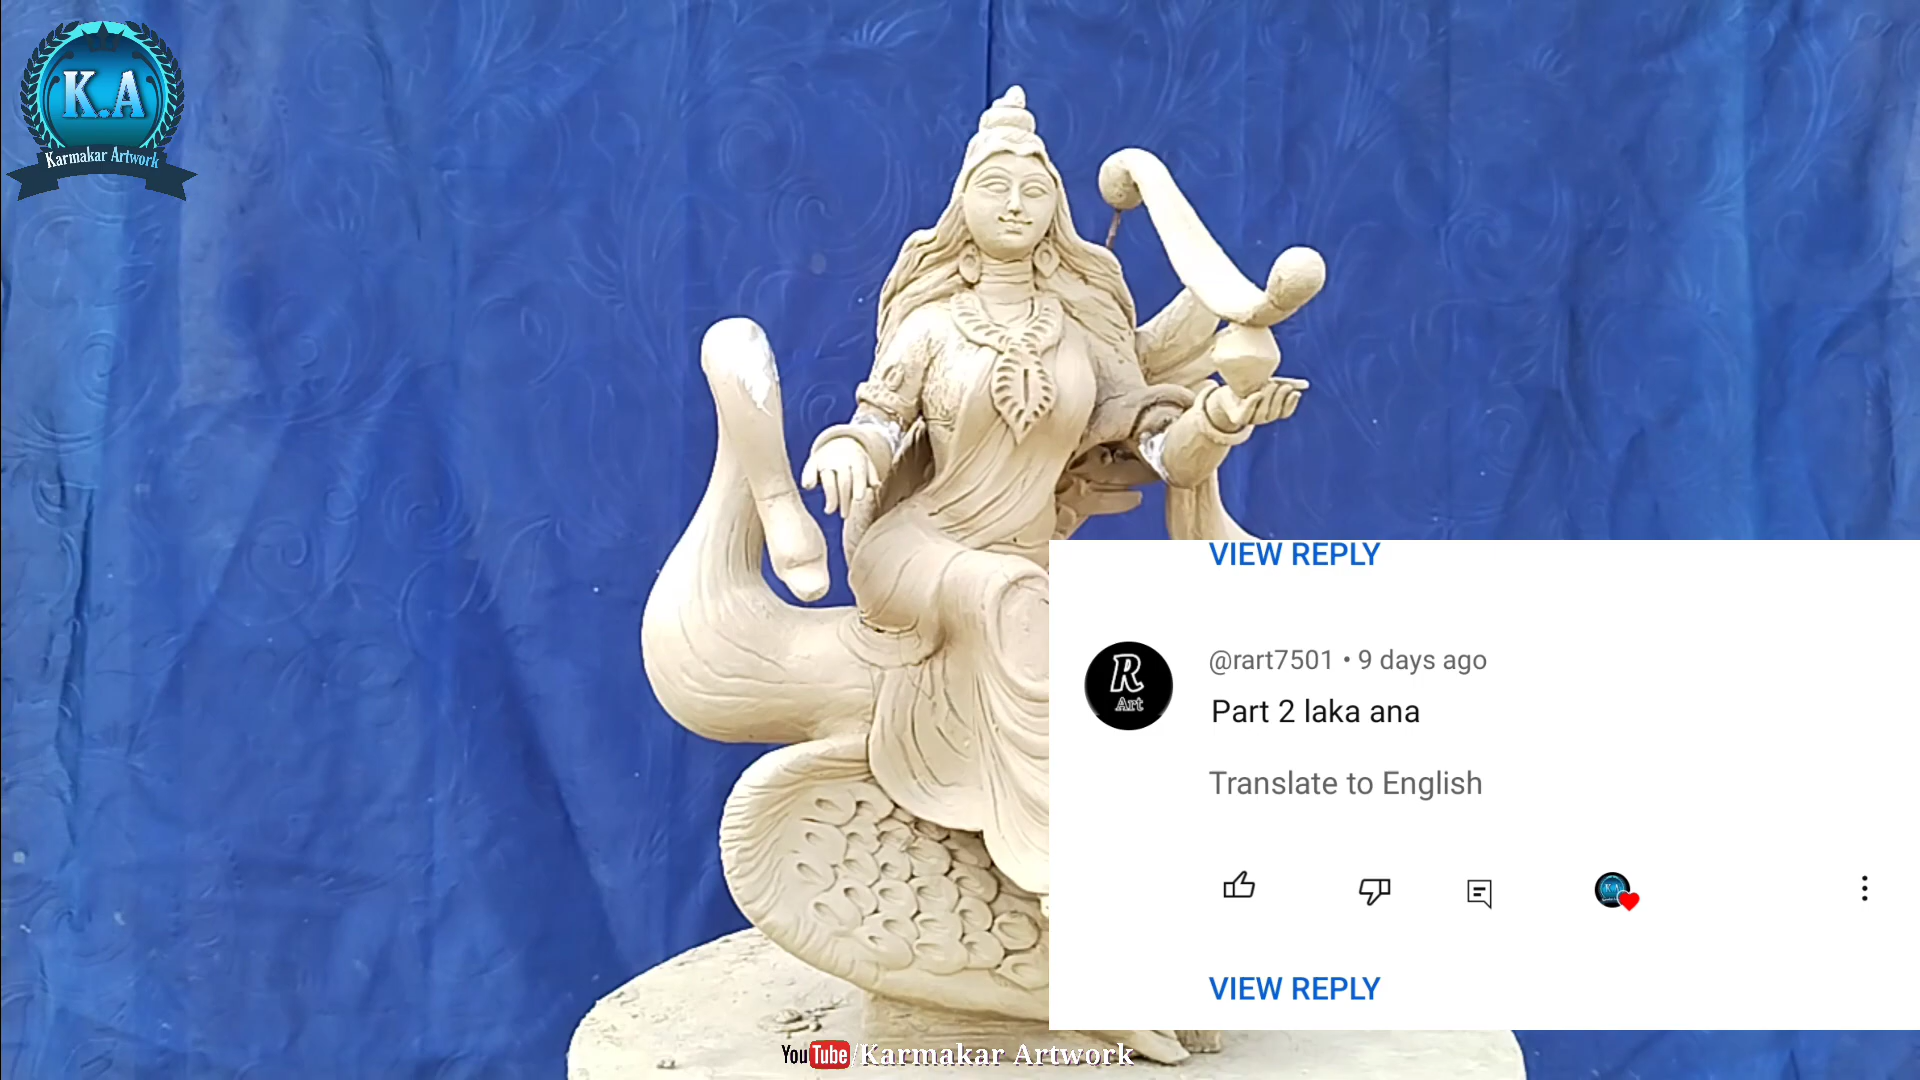 K.A
Karmakar Artwork
VIEW REPLY
R
Art
@rart7501 • 9 days ago
Part 2 laka ana
Translate to English
K.A
VIEW REPLY
YouTube/Karmakar Artwork